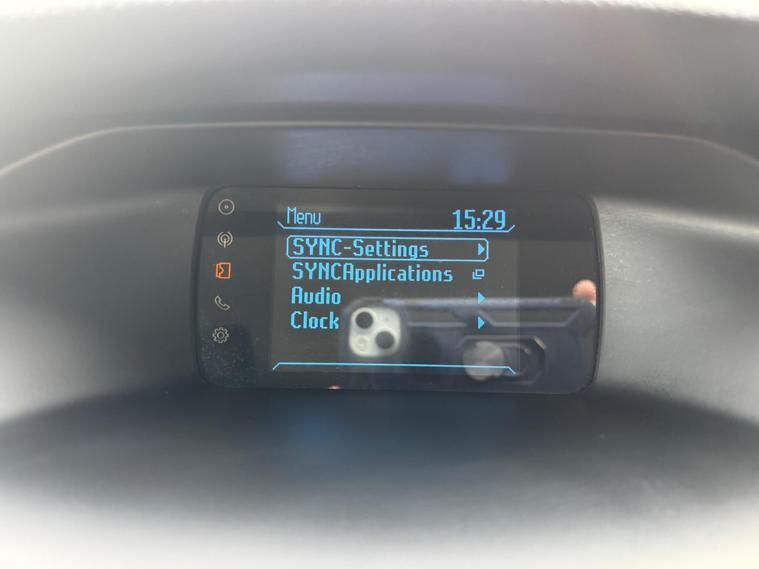 Menu 15:29
SYNC-Settings
SYNCApplications
Audio
Clock